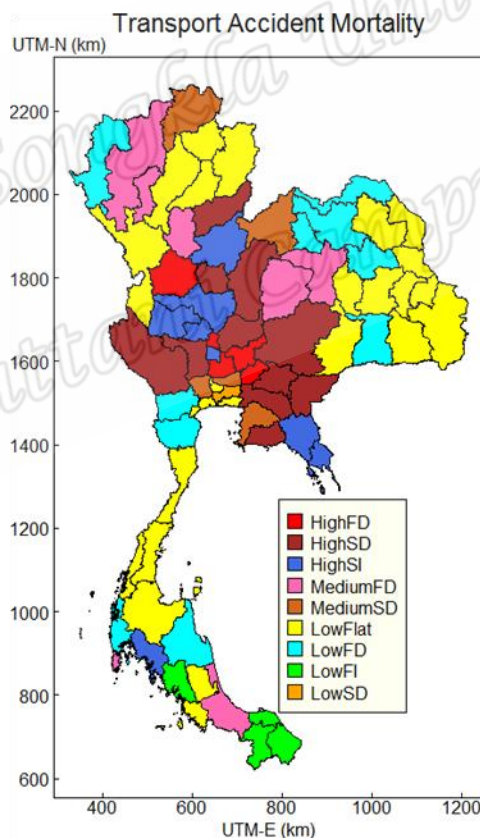 Transport Accident Mortality
UTM-N (km)
2200
2000
1800
1600
1400
1200
1000
800
600
HighFD
HighSD
HighSI
MediumFD
MediumSD
LowFlat
LowFD
LowFI
LowSD
400
600
800
1000
1200
UTM-E (km)